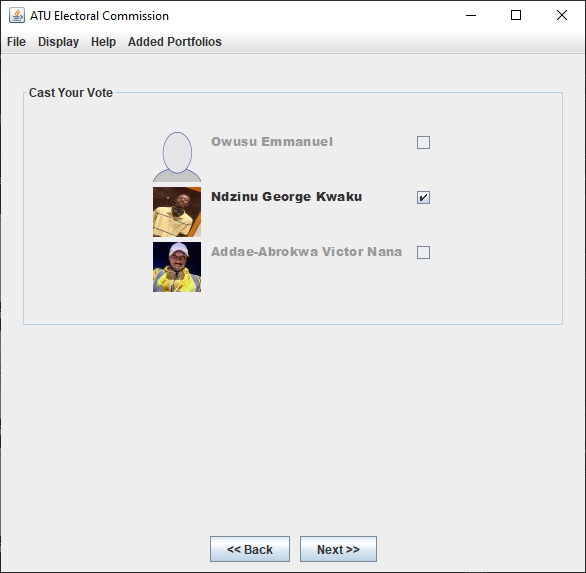 ATU Electoral Commission
File Display Help Added Portfolios
Cast Your Vote
Owusu Emmanuel
Ndzinu George Kwaku
Addae-Abrokwa Victor Nana
<< Back Next >>